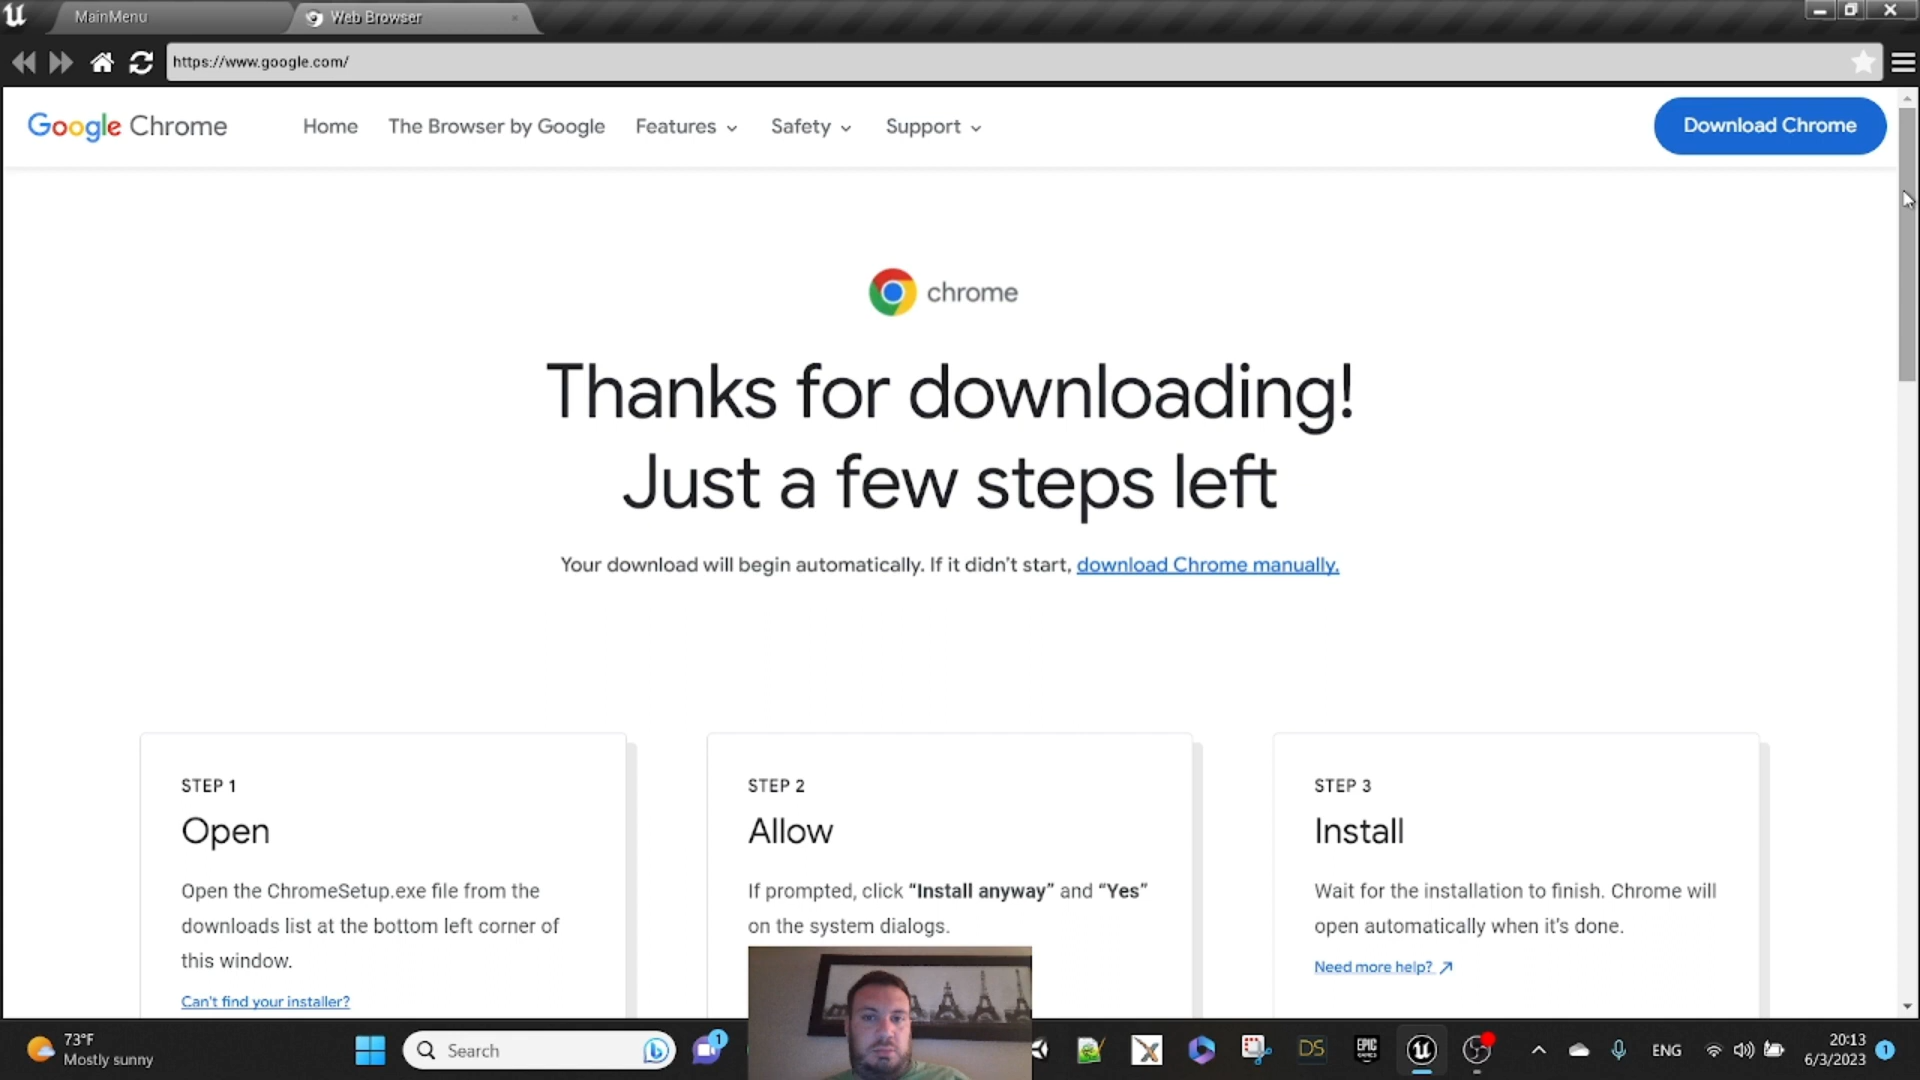 MainMenu
Web Browser
https://www.google.com/
Google Chrome
Home
The Browser by Google
Features
Safety
Support
Download Chrome
chrome
Thanks for downloading!
Just a few steps left
Your download will begin automatically. If it didn't start, download Chrome manually.
STEP 1
Open
Open the ChromeSetup.exe file from the
downloads list at the bottom left corner of
this window.
Can't find your installer?
STEP 2
Allow
If prompted, click “Install anyway” and “Yes”
on the system dialogs.
STEP 3
Install
Wait for the installation to finish. Chrome will
open automatically when it's done.
Need more help?
73°F
Mostly sunny
Search
1
DS
EPIC
GAMES
ENG
20:13
6/3/2023
1